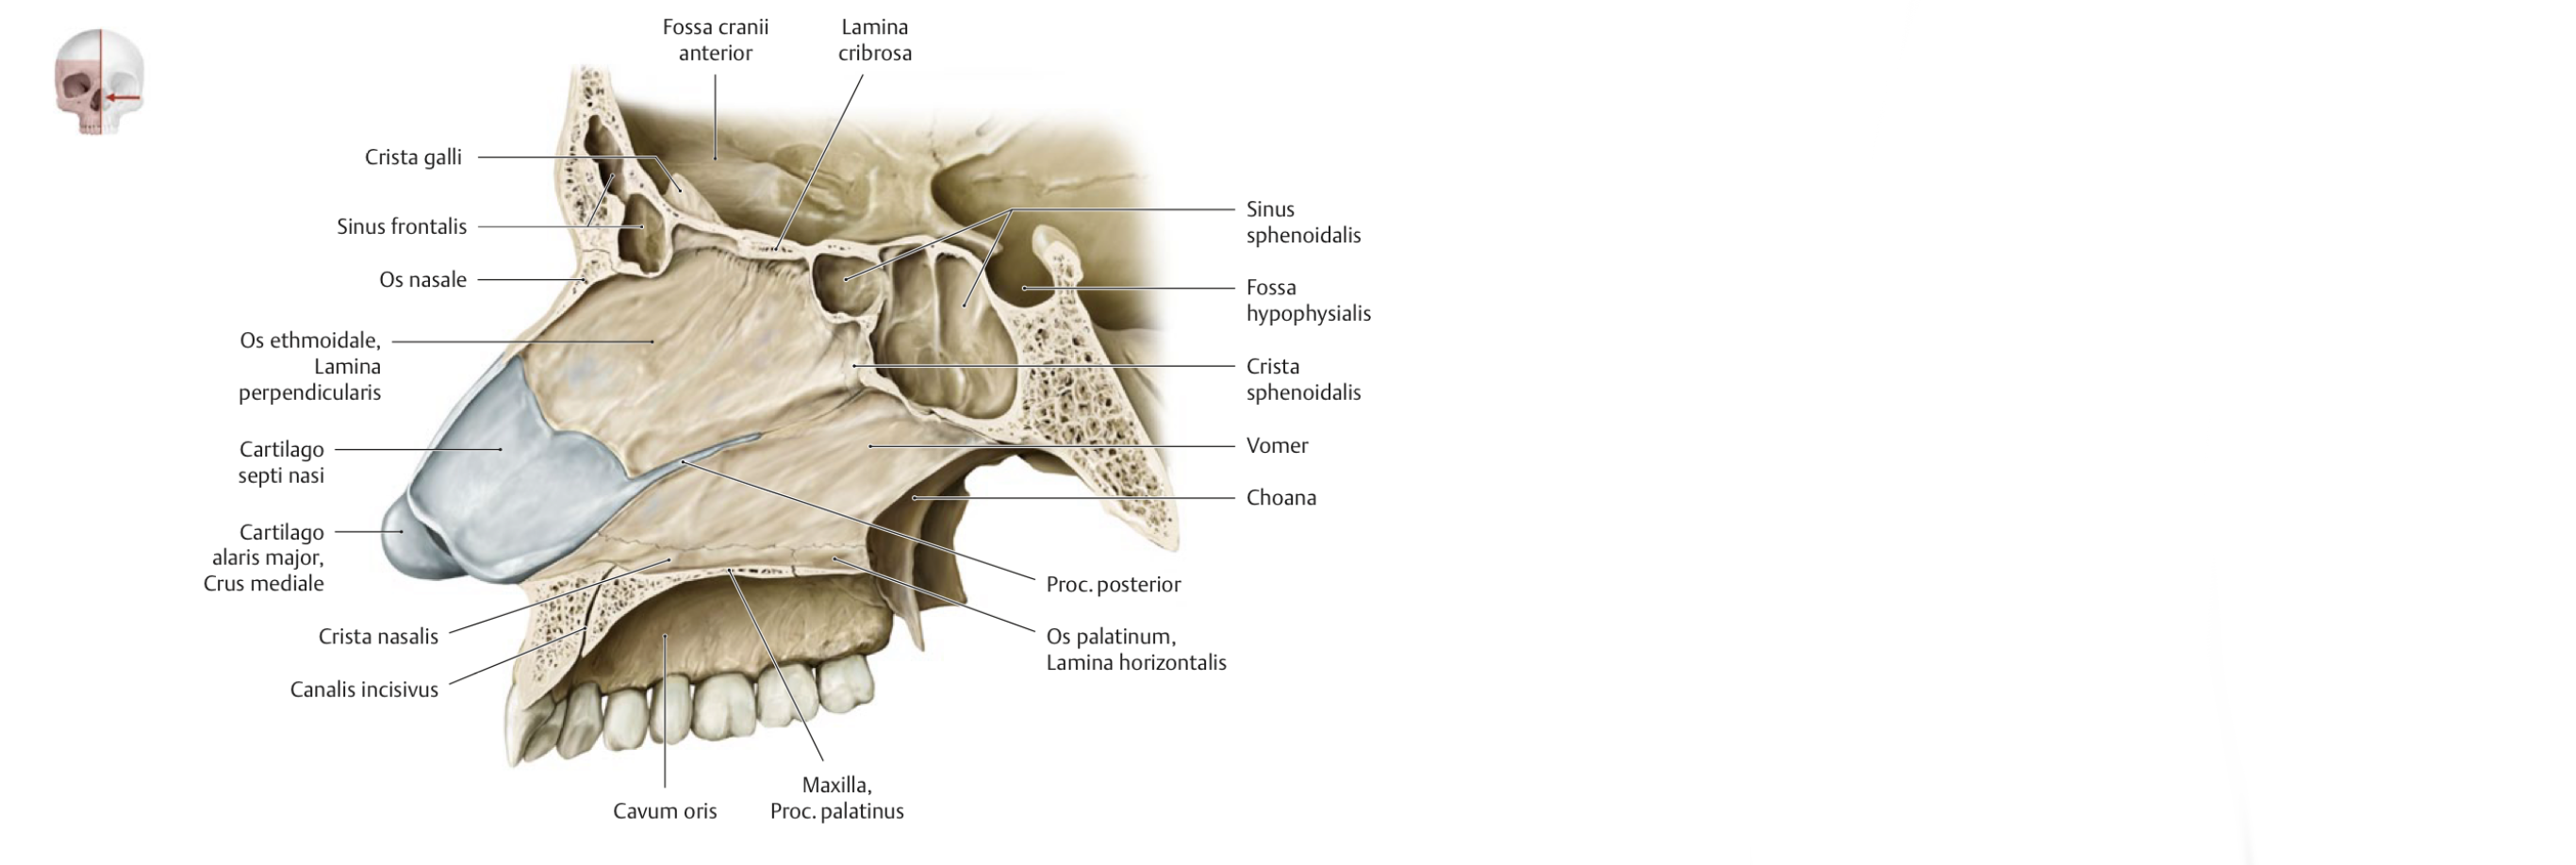 Fossa cranii
anterior
Lamina
cribrosa
Crista galli
Sinus frontalis
Os nasale
Os ethmoidale,
Lamina
perpendicularis
Cartilago
septi nasi
Cartilago
alaris major,
Crus mediale
Crista nasalis
Canalis incisivus
Cavum oris
Maxilla,
Proc. palatinus
Sinus
sphenoidalis
Fossa
hypophysialis
Crista
sphenoidalis
Vomer
Choana
Proc. posterior
Os palatinum,
Lamina horizontalis